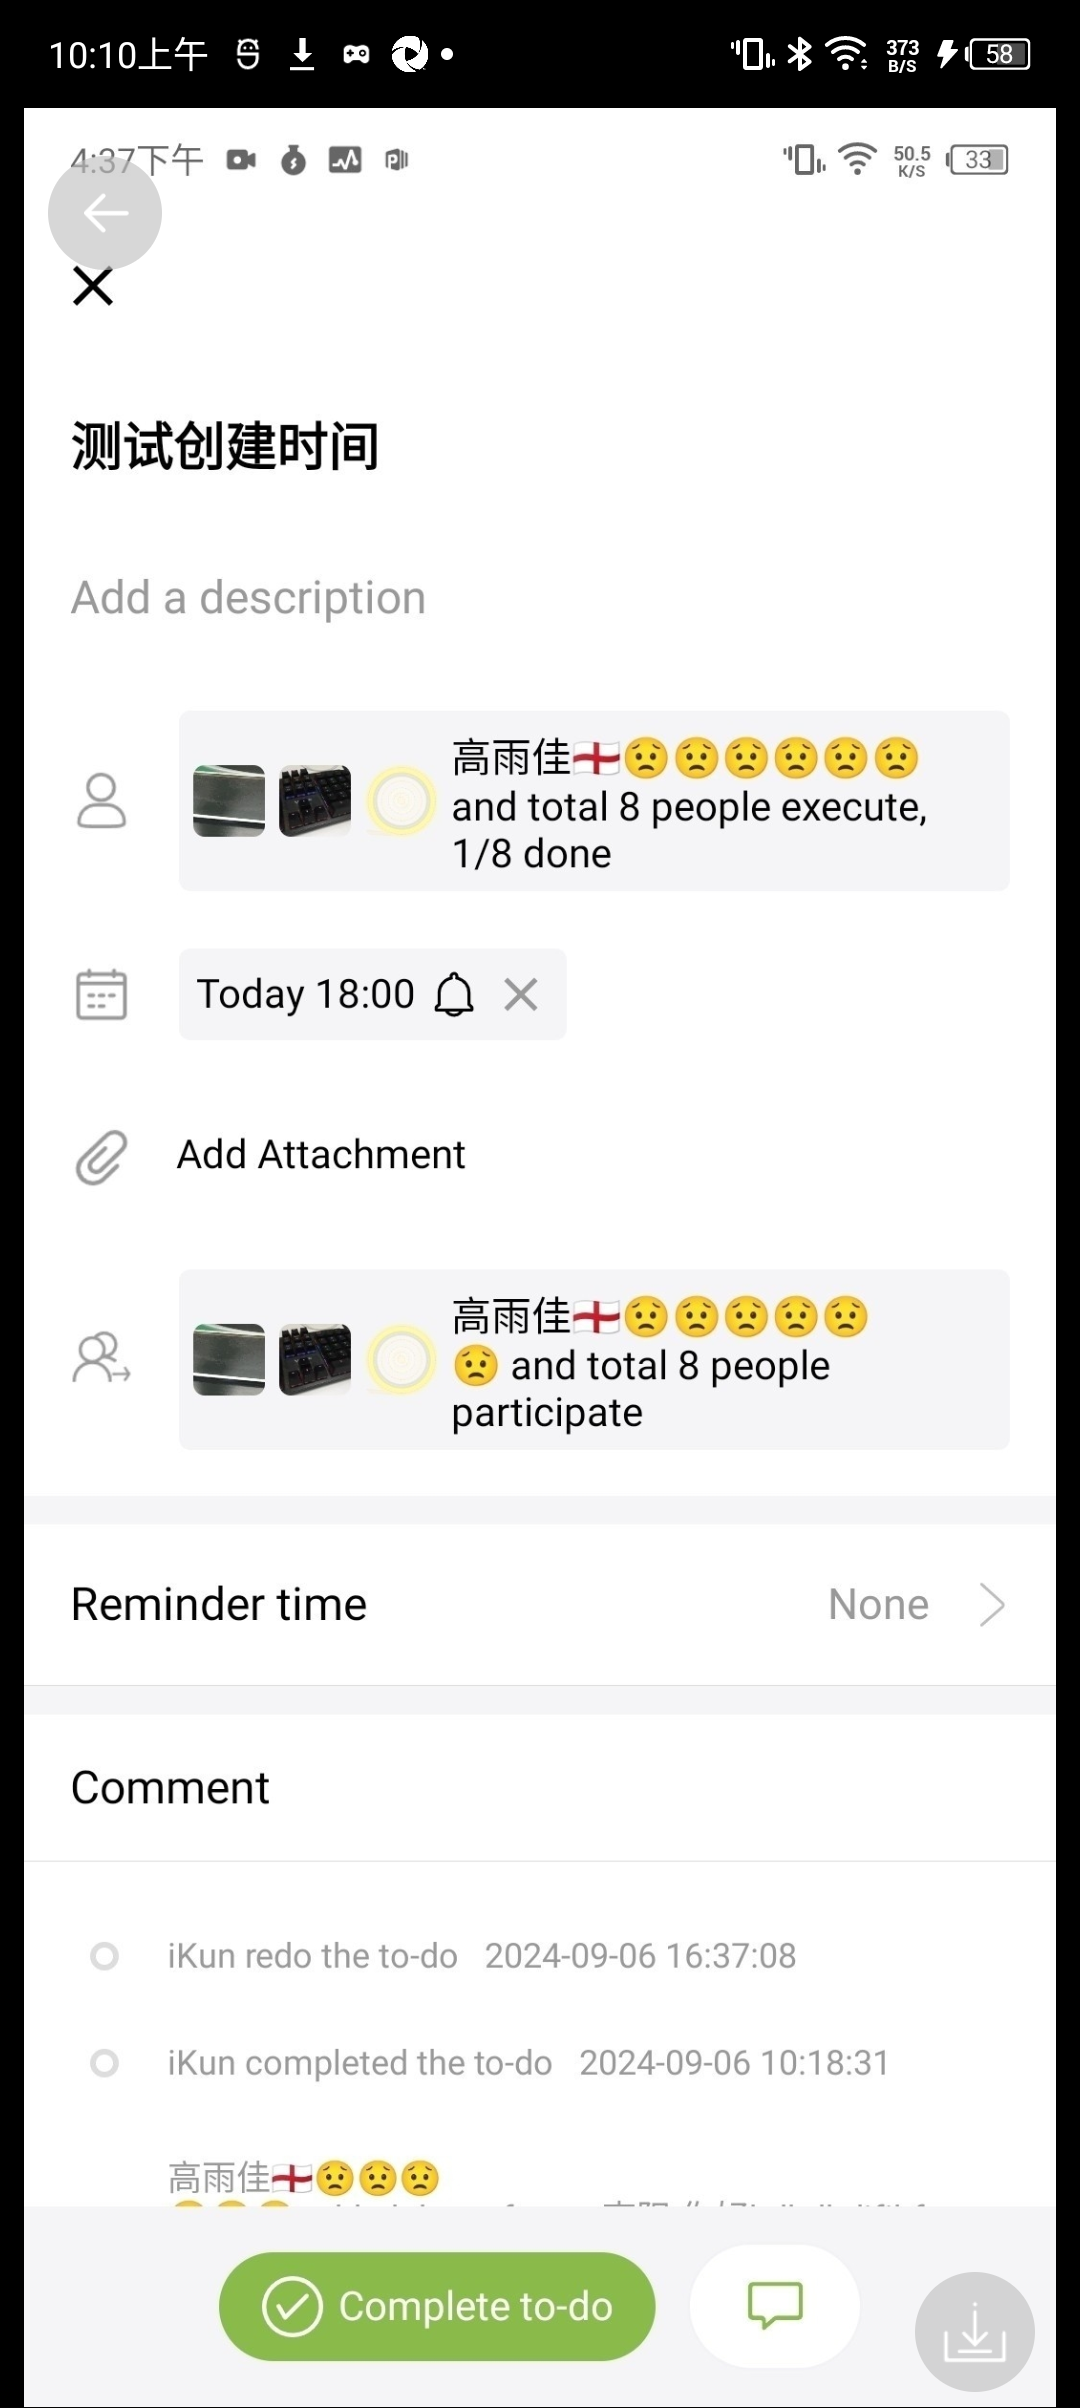 10:10上午
373 B/S
58
4:37下午
50.5 K/S
33
测试创建时间
Add a description
高雨佳🏴󠁧󠁢󠁥󠁮󠁧󠁿😟😟😟😟😟😟
and total 8 people execute,
1/8 done
Today 18:00
Add Attachment
高雨佳🏴󠁧󠁢󠁥󠁮󠁧󠁿😟😟😟😟😟
😟 and total 8 people
participate
Reminder time None
Comment
iKun redo the to-do 2024-09-06 16:37:08
iKun completed the to-do 2024-09-06 10:18:31
高雨佳🏴󠁧󠁢󠁥󠁮󠁧󠁿😟😟😟
Complete to-do